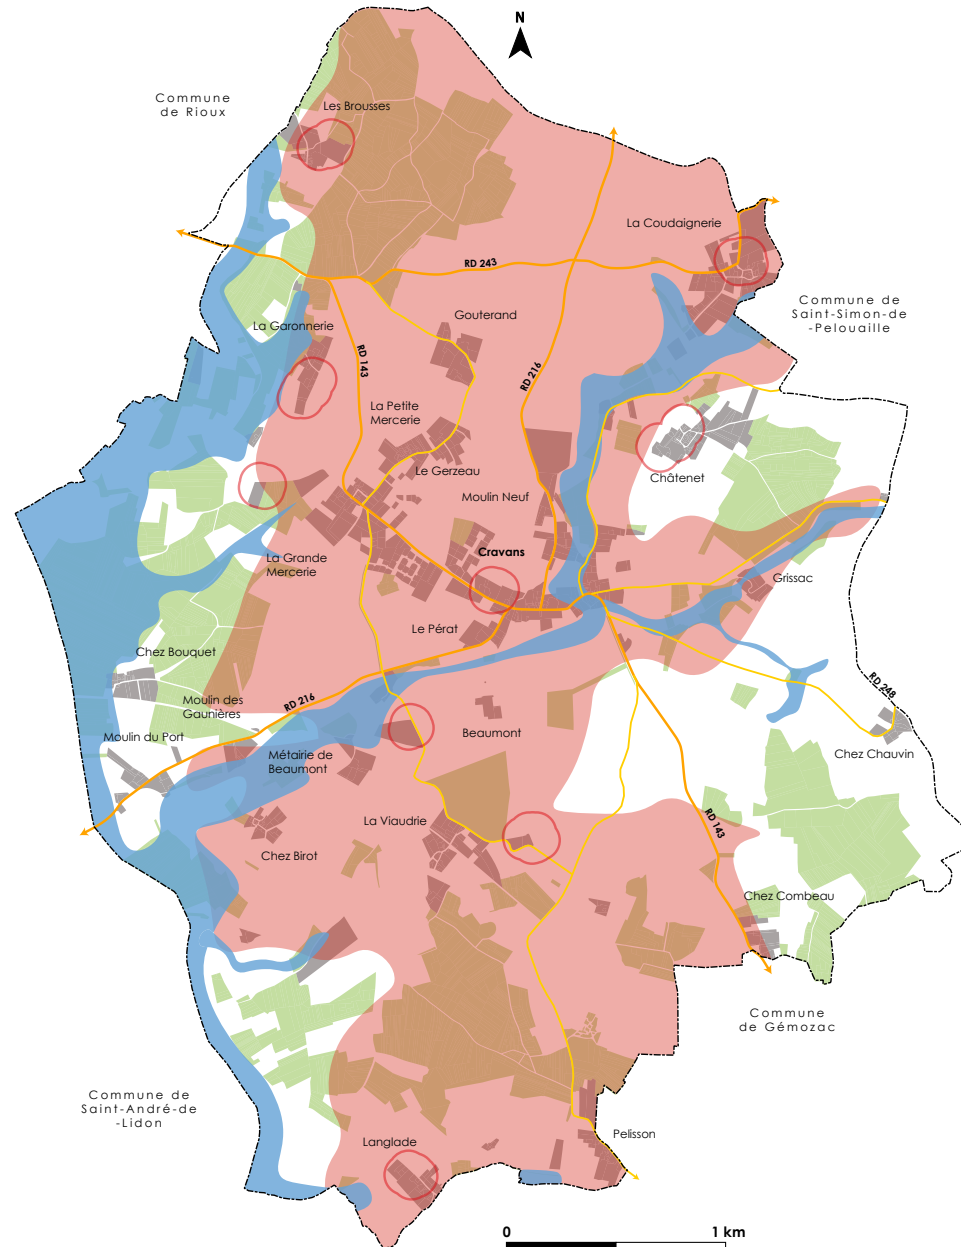 N
Commune
de Rioux
Les Brousses
La Coudaignerie
RD 243
Commune de
Saint-Simon-de
-Pelouaille
La Garonnerie
Gouterand
RD 143
RD 216
La Petite
Mercerie
Le Gerzeau
Moulin Neuf
Châtenet
Cravans
La Grande
Mercerie
Grissac
Le Pérat
Chez Bouquet
Moulin des
Gaunières
RD 216
RD 248
Moulin du Port
Métairie de
Beaumont
Beaumont
Chez Chauvin
La Viaudrie
RD 143
Chez Birot
Chez Combeau
Commune
de Gémozac
Commune de
Saint-André-de
-Lidon
Langlade
Pelisson
0
1 km